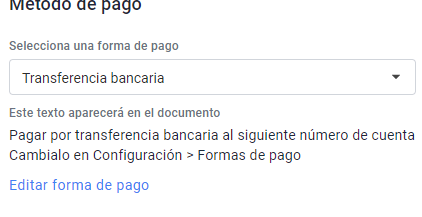 Método de pago
Selecciona una forma de pago
Transferencia bancaria
Este texto aparecerá en el documento
Pagar por transferencia bancaria al siguiente número de cuenta
Cambialo en Configuración > Formas de pago
Editar forma de pago